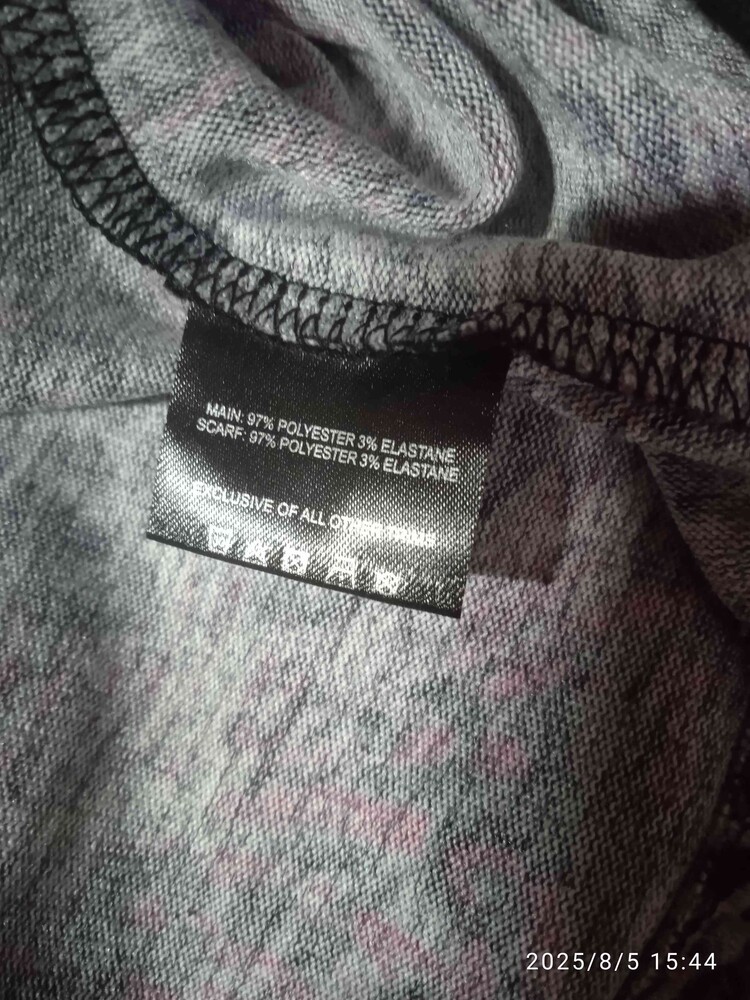 MAIN: 97% POLYESTER 3% ELASTANE
SCARF: 97% POLYESTER 3% ELASTANE
EXCLUSIVE OF ALL OTHER TRIMS
2025/8/5 15:44